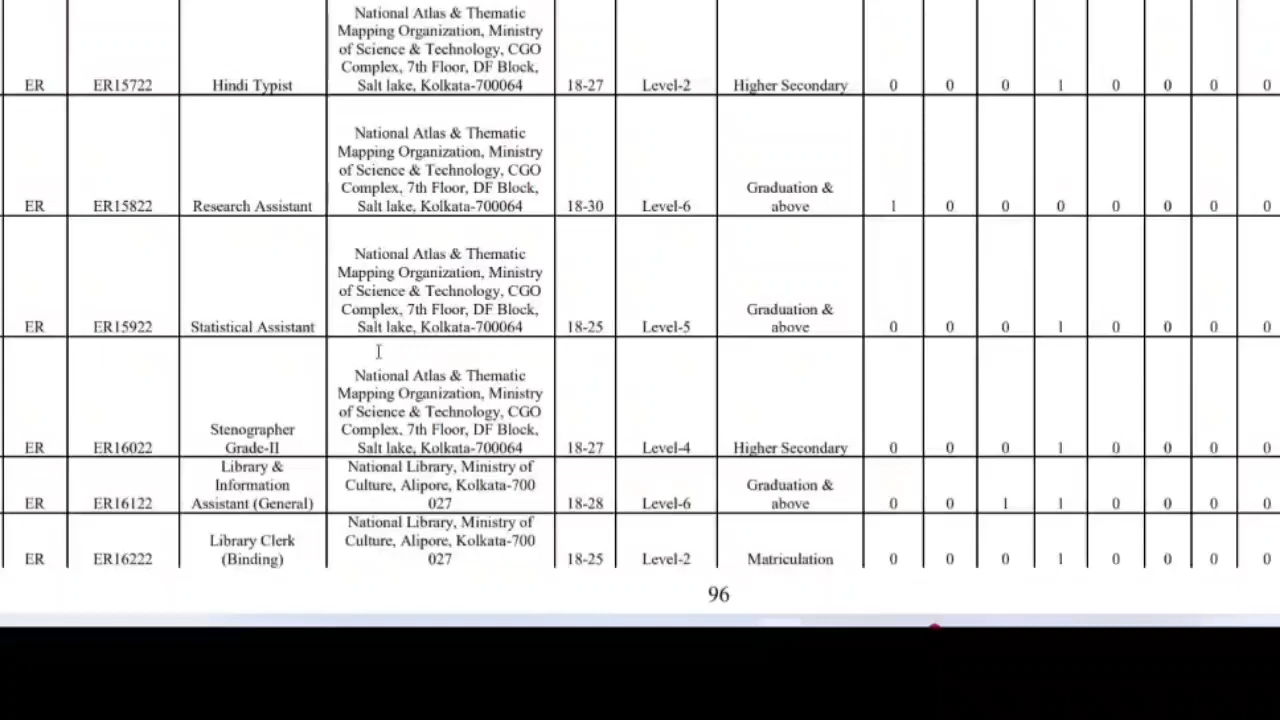 National Atlas & Thematic
Mapping Organization, Ministry
of Science & Technology, CGO
Complex, 7th Floor, DF Block,
ER ER15722 Hindi Typist Salt lake, Kolkata-700064 18-27 Level-2 Higher Secondary 0 0 0 1 0 0 0 0
National Atlas & Thematic
Mapping Organization, Ministry
of Science & Technology, CGO
Complex, 7th Floor, DF Block, Graduation &
ER ER15822 Research Assistant Salt lake, Kolkata-700064 18-30 Level-6 above 1 0 0 0 0 0 0 0
National Atlas & Thematic
Mapping Organization, Ministry
of Science & Technology, CGO
Complex, 7th Floor, DF Block, Graduation &
ER ER15922 Statistical Assistant Salt lake, Kolkata-700064 18-25 Level-5 above 0 0 0 1 0 0 0 0
National Atlas & Thematic
Mapping Organization, Ministry
of Science & Technology, CGO
Stenographer Complex, 7th Floor, DF Block,
ER ER16022 Grade-II Salt lake, Kolkata-700064 18-27 Level-4 Higher Secondary 0 0 0 1 0 0 0 0
Library & National Library, Ministry of
Information Culture, Alipore, Kolkata-700 Graduation &
ER ER16122 Assistant (General) 027 18-28 Level-6 above 0 0 1 1 0 0 0 0
National Library, Ministry of
Library Clerk Culture, Alipore, Kolkata-700
ER ER16222 (Binding) 027 18-25 Level-2 Matriculation 0 0 0 1 0 0 0 0
96